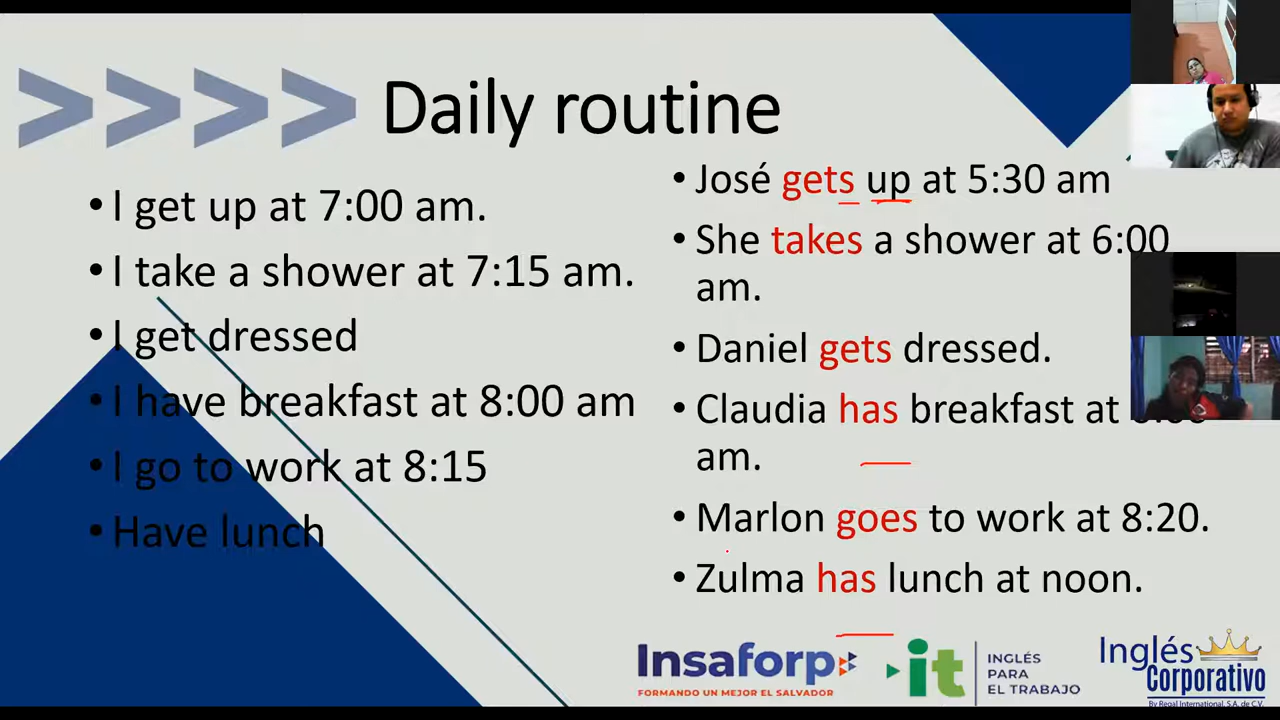 Daily routine
• I get up at 7:00 am.
• I take a shower at 7:15 am.
• I get dressed
• I have breakfast at 8:00 am
• I go to work at 8:15
• Have lunch
• José gets up at 5:30 am
• She takes a shower at 6:00
am.
• Daniel gets dressed.
• Claudia has breakfast at
am.
• Marlon goes to work at 8:20.
• Zulma has lunch at noon.
Insaforp
FORMANDO UN MEJOR EL SALVADOR
it
INGLÉS
PARA
EL TRABAJO
Inglés
Corporativo
By Regal International, S.A. de C.V.